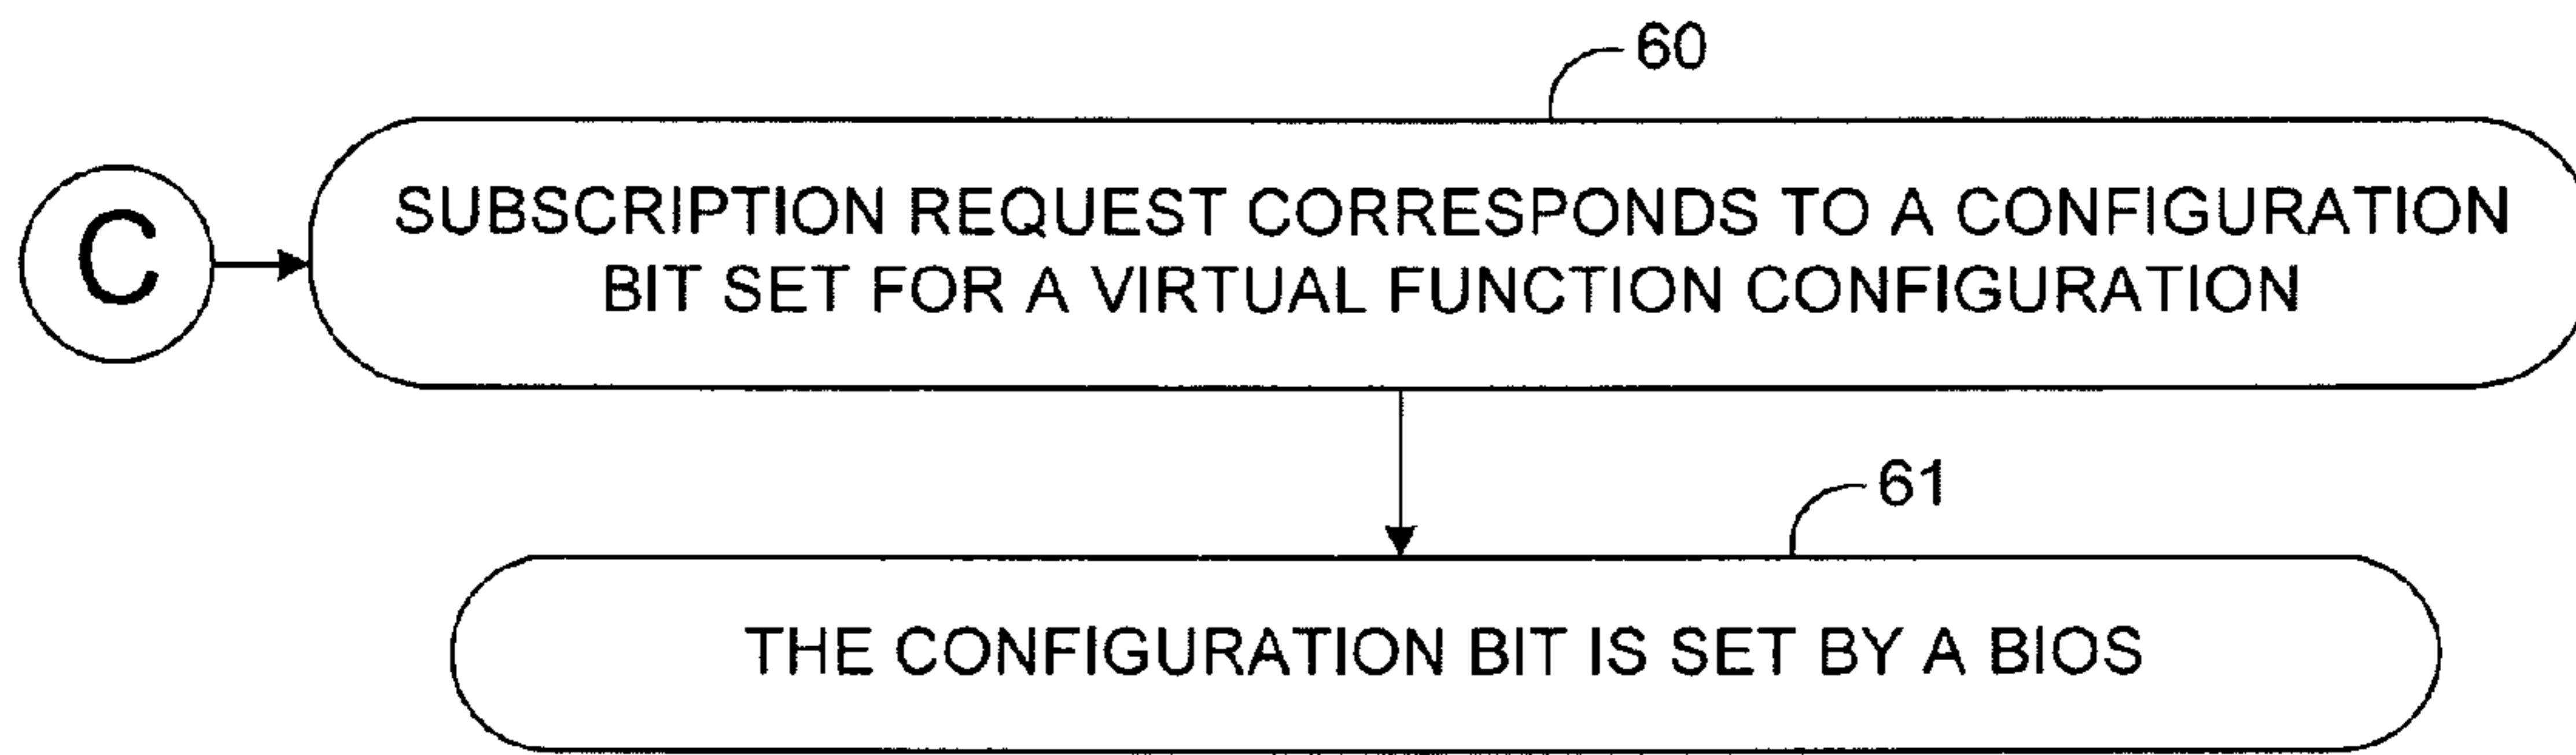 60
C
SUBSCRIPTION REQUEST CORRESPONDS TO A CONFIGURATION
BIT SET FOR A VIRTUAL FUNCTION CONFIGURATION
61
THE CONFIGURATION BIT IS SET BY A BIOS